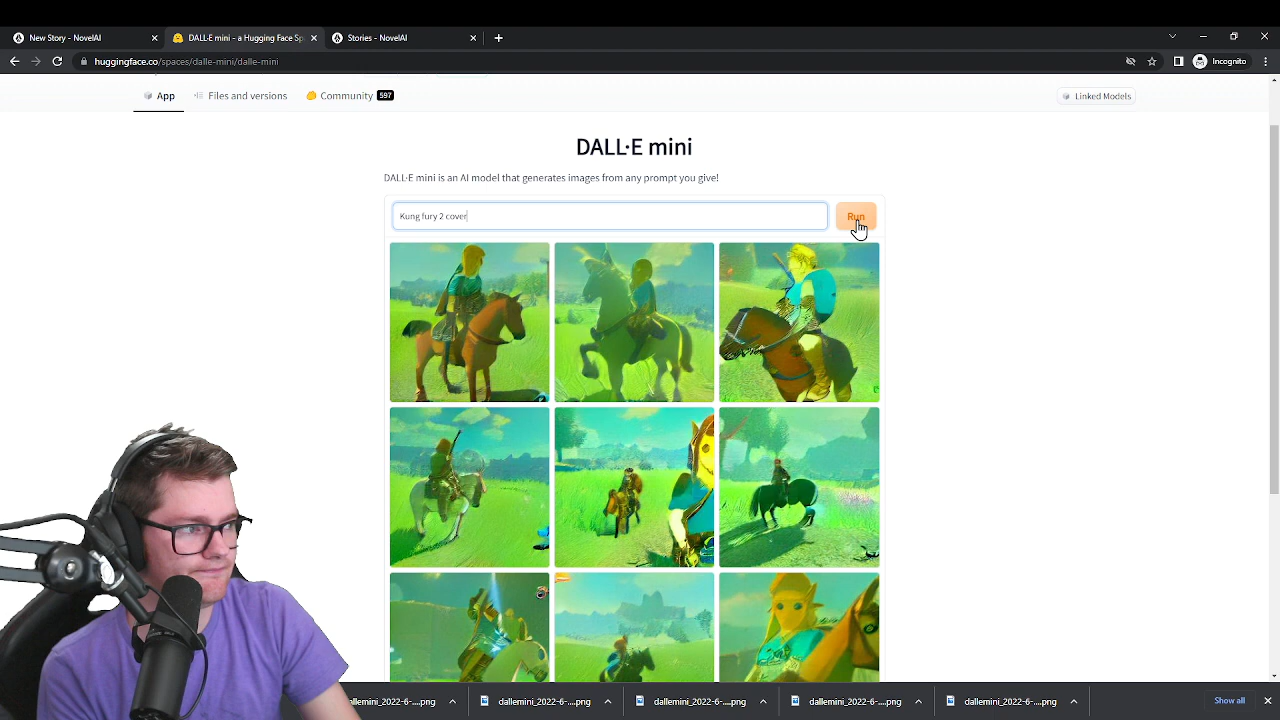 New Story - NovelAI
DALL·E mini - a Hugging Face Sp
Stories - NovelAI
huggingface.co/spaces/dalle-mini/dalle-mini
Incognito
App
Files and versions
Community 597
Linked Models
DALL·E mini
DALL·E mini is an AI model that generates images from any prompt you give!
Kung fury 2 cover
Run
allemini_2022-6-....png
dallemini_2022-6-....png
dallemini_2022-6-....png
dallemini_2022-6-....png
dallemini_2022-6-....png
Show all